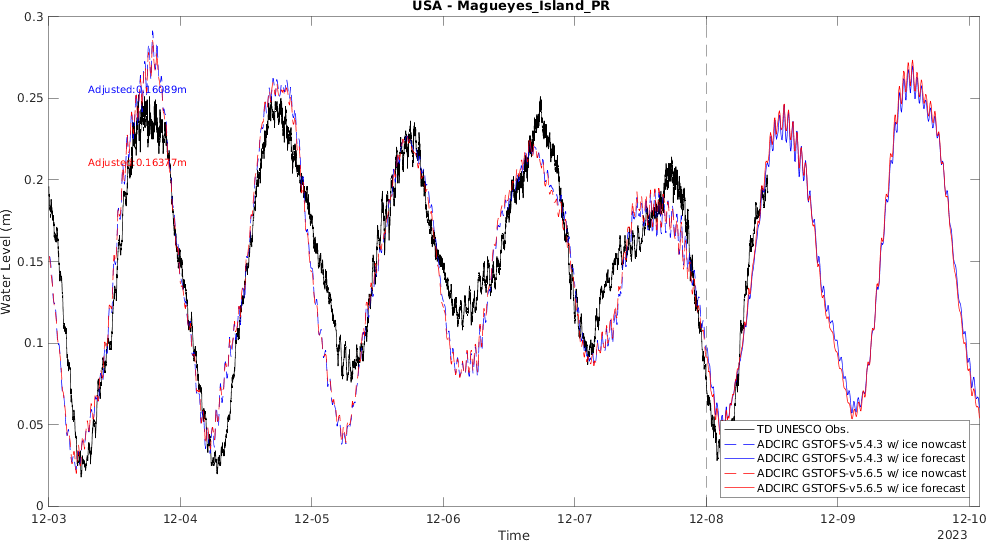 USA - Magueyes_Island_PR
0.3
0.25
0.2
0.15
0.1
0.05
0
Water Level (m)
Adjusted:0.16089m
Adjusted:0.16377m
TD UNESCO Obs.
ADCIRC GSTOFS-v5.4.3 w/ ice nowcast
ADCIRC GSTOFS-v5.4.3 w/ ice forecast
ADCIRC GSTOFS-v5.6.5 w/ ice nowcast
ADCIRC GSTOFS-v5.6.5 w/ ice forecast
12-03 12-04 12-05 12-06 12-07 12-08 12-09 12-10
Time
2023